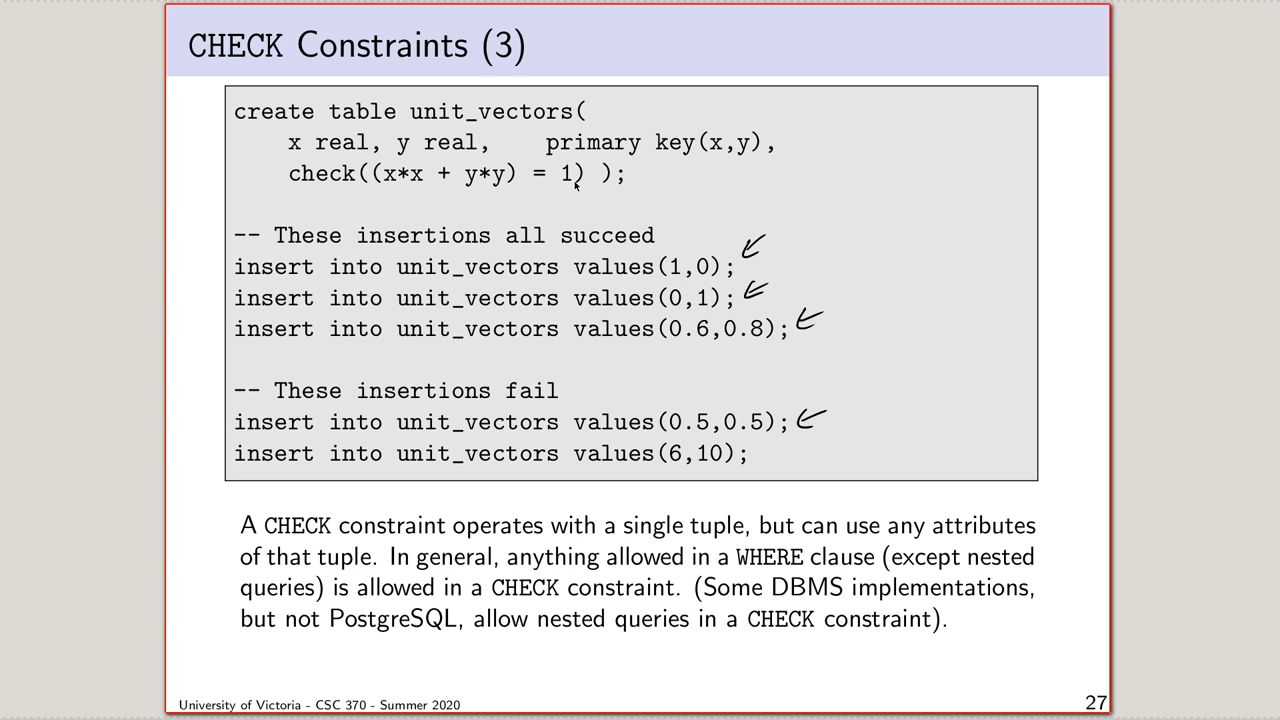 CHECK Constraints (3)
create table unit_vectors(
x real, y real, primary key(x,y),
check((x*x + y*y) = 1) );
-- These insertions all succeed
insert into unit_vectors values(1,0);
insert into unit_vectors values(0,1);
insert into unit_vectors values(0.6,0.8);
-- These insertions fail
insert into unit_vectors values(0.5,0.5);
insert into unit_vectors values(6,10);
A CHECK constraint operates with a single tuple, but can use any attributes
of that tuple. In general, anything allowed in a WHERE clause (except nested
queries) is allowed in a CHECK constraint. (Some DBMS implementations,
but not PostgreSQL, allow nested queries in a CHECK constraint).
University of Victoria - CSC 370 - Summer 2020
27